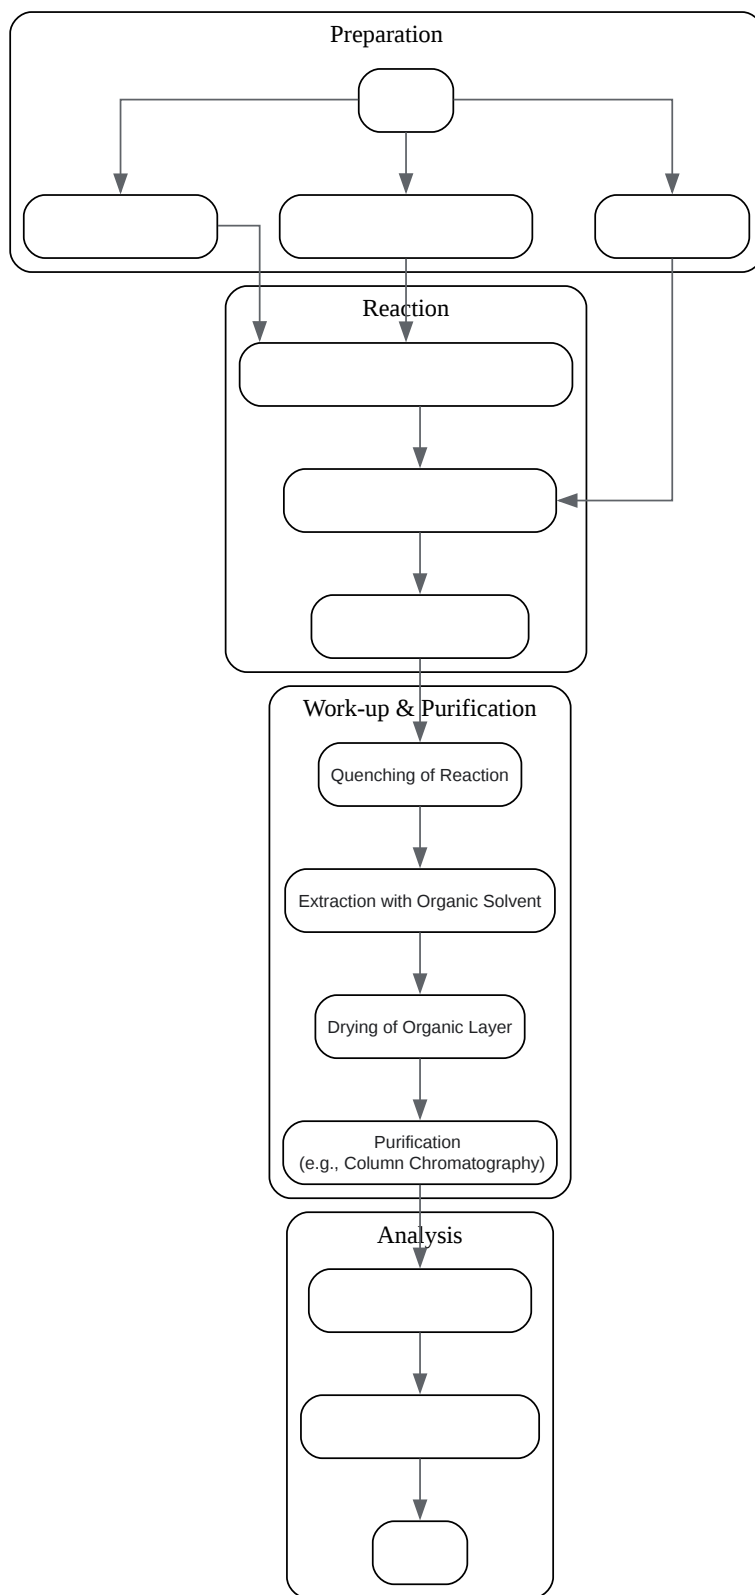 Preparation
Reaction
Work-up & Purification
Quenching of Reaction
Extraction with Organic Solvent
Drying of Organic Layer
Purification
(e.g., Column Chromatography)
Analysis